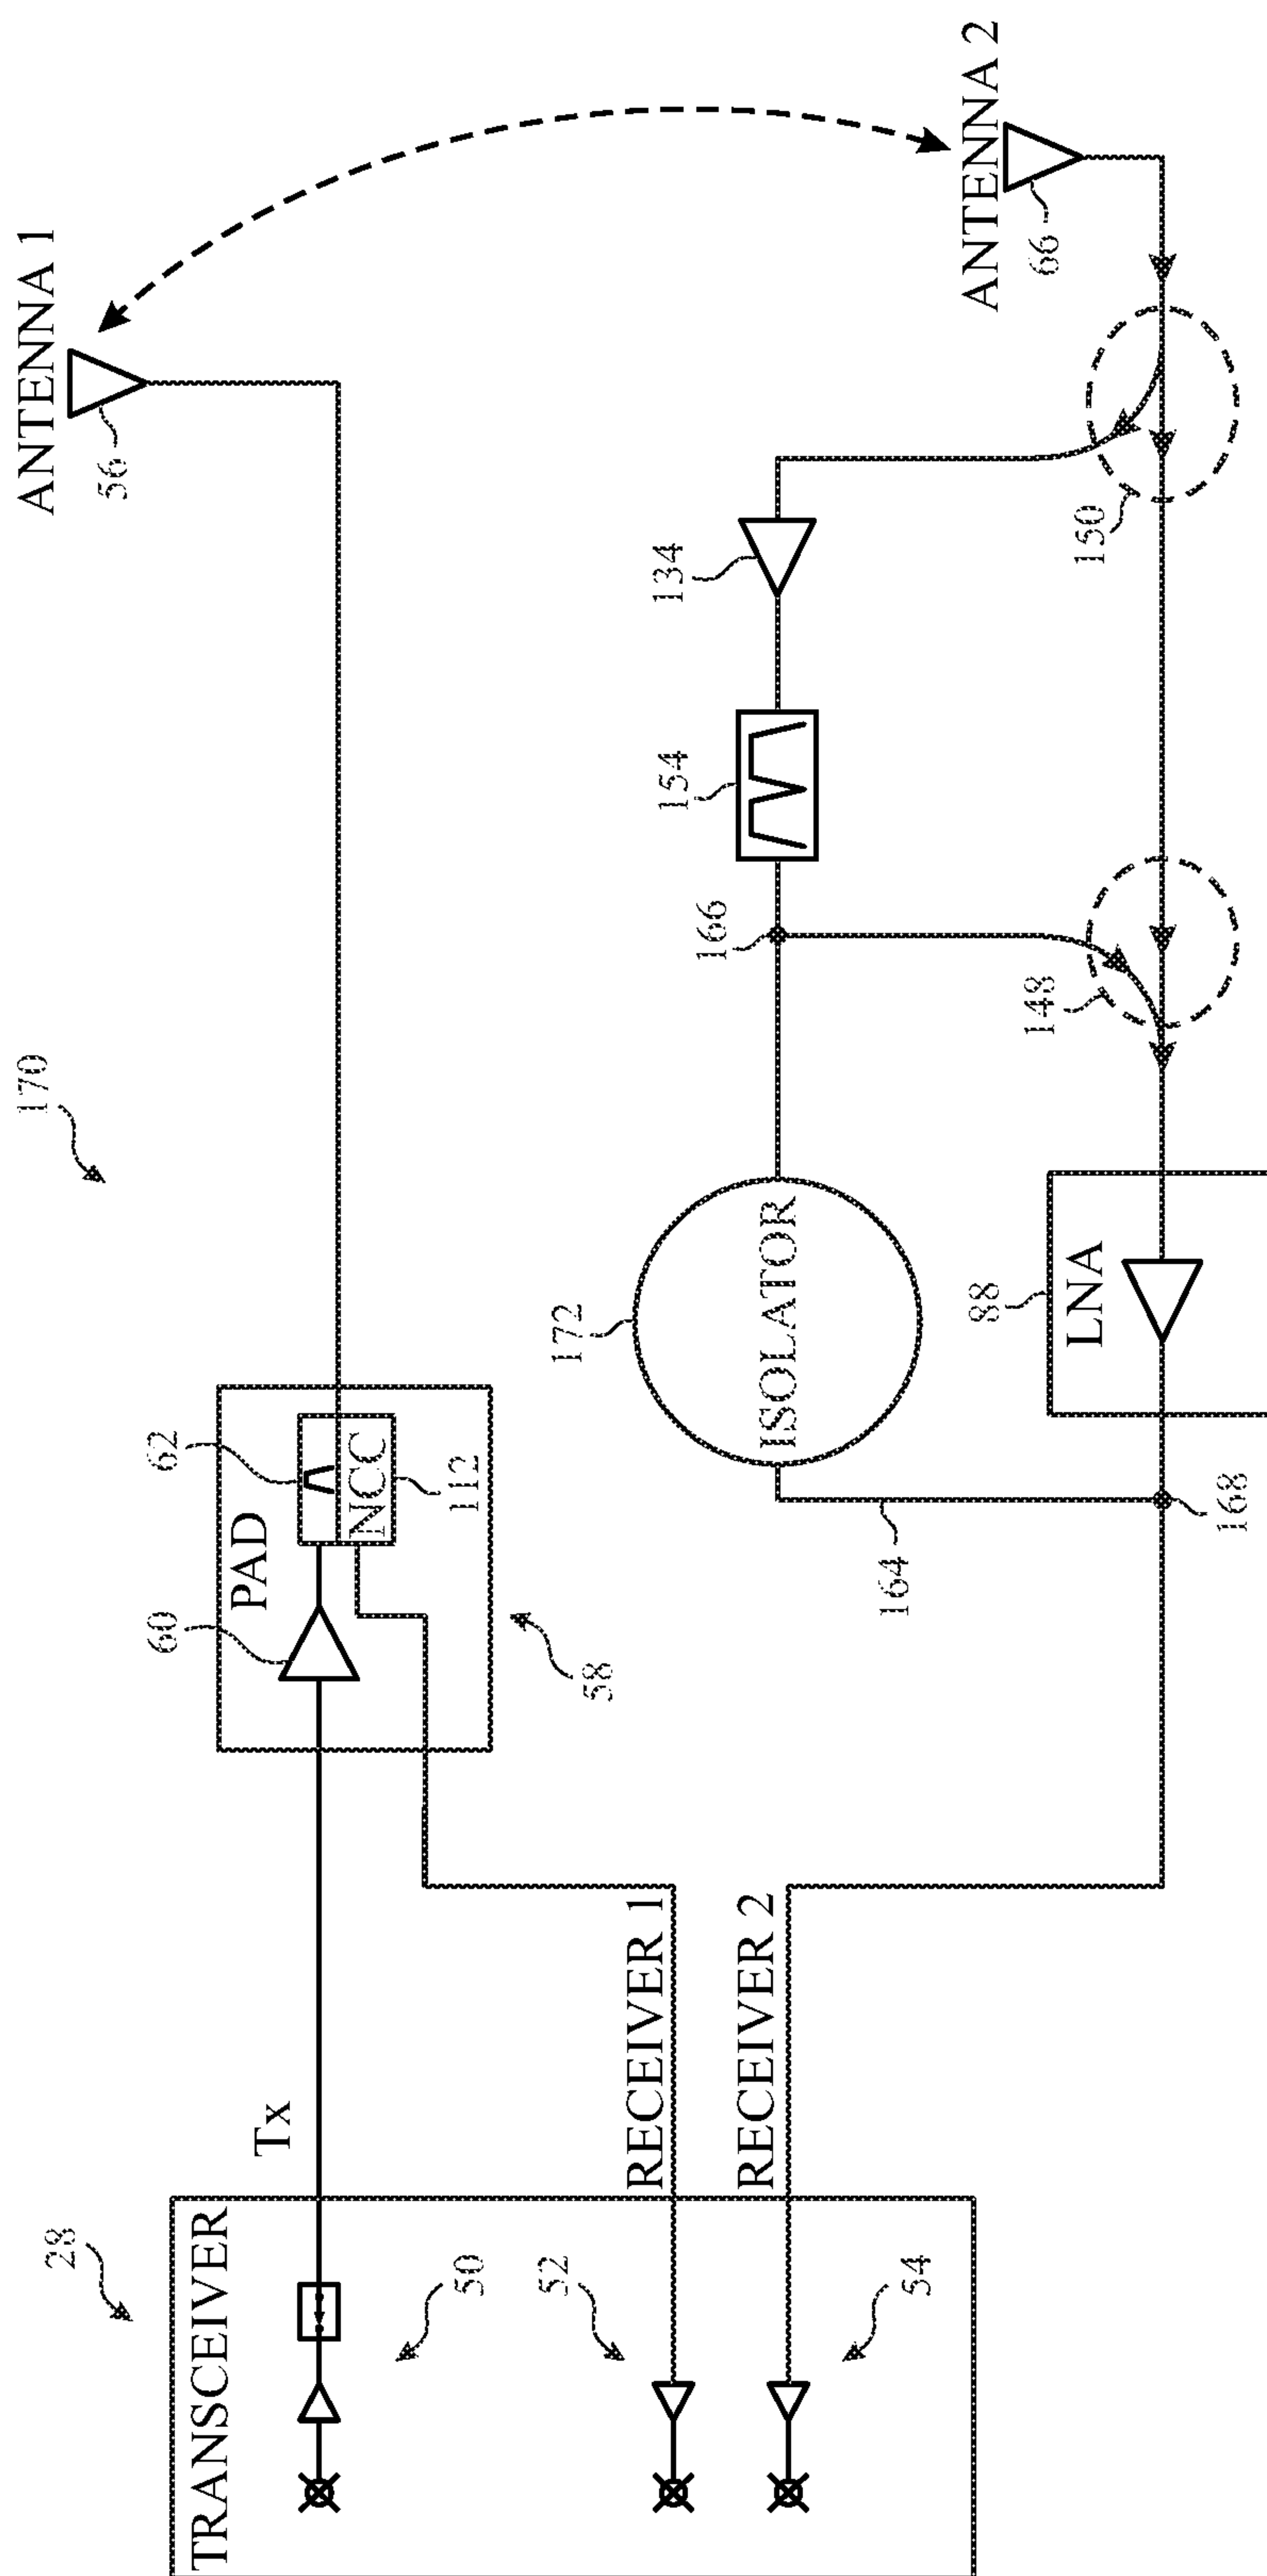 170
28
TRANSCEIVER
50
52
54
Tx
RECEIVER 1
RECEIVER 2
PAD
60
62
NCC
112
58
ANTENNA 1
56
ANTENNA 2
66
172
ISOLATOR
164
166
154
134
LNA
88
168
148
150